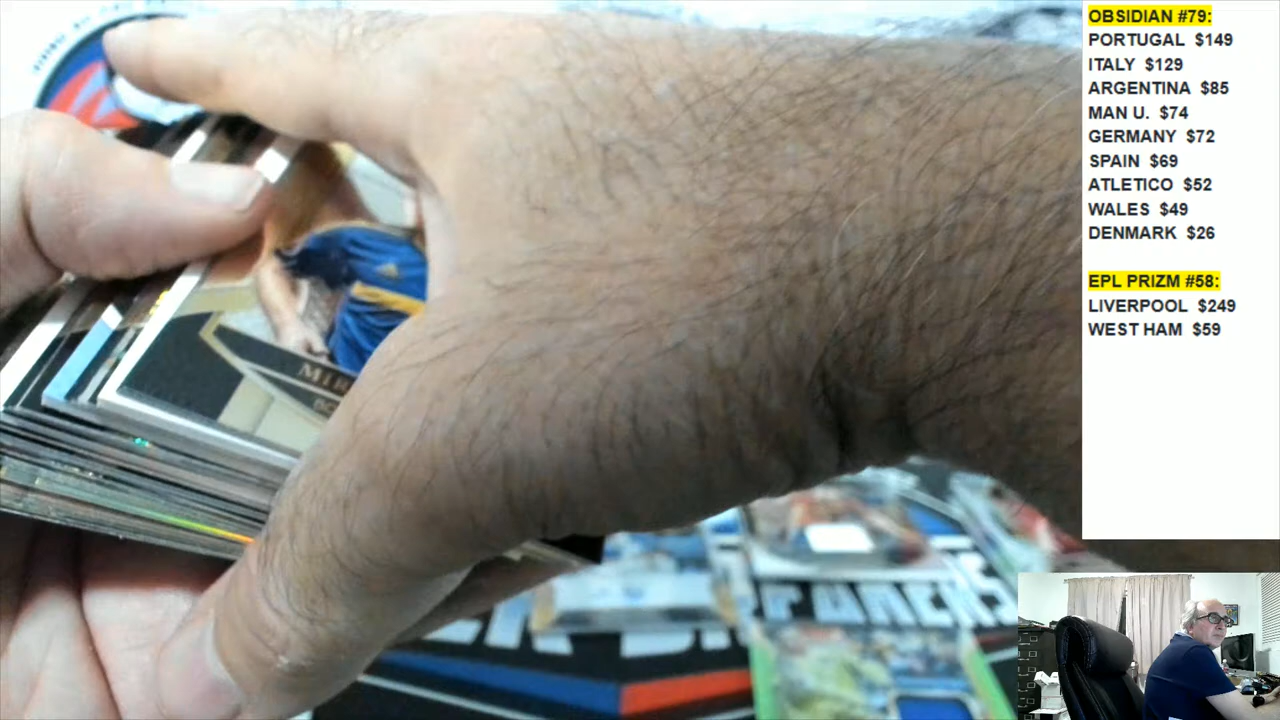 OBSIDIAN #79:
PORTUGAL $149
ITALY $129
ARGENTINA $85
MAN U. $74
GERMANY $72
SPAIN $69
ATLETICO $52
WALES $49
DENMARK $26
EPL PRIZM #58:
LIVERPOOL $249
WEST HAM $59